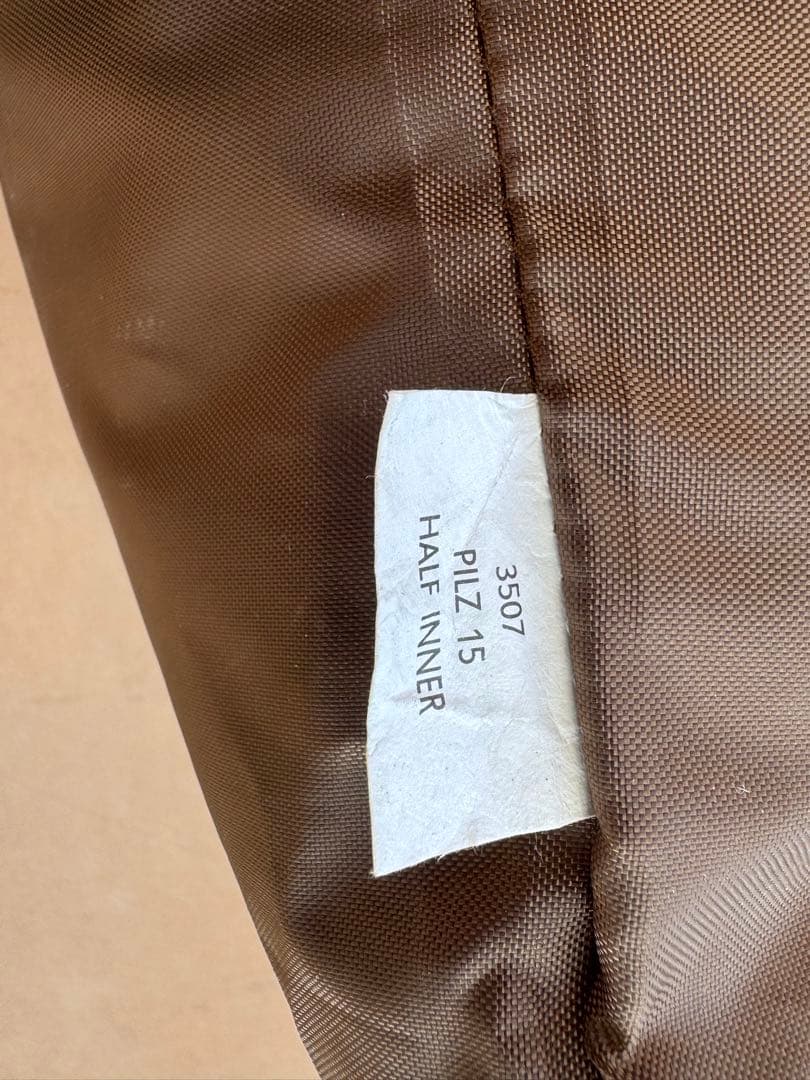 3507
PILZ 15
HALF INNER